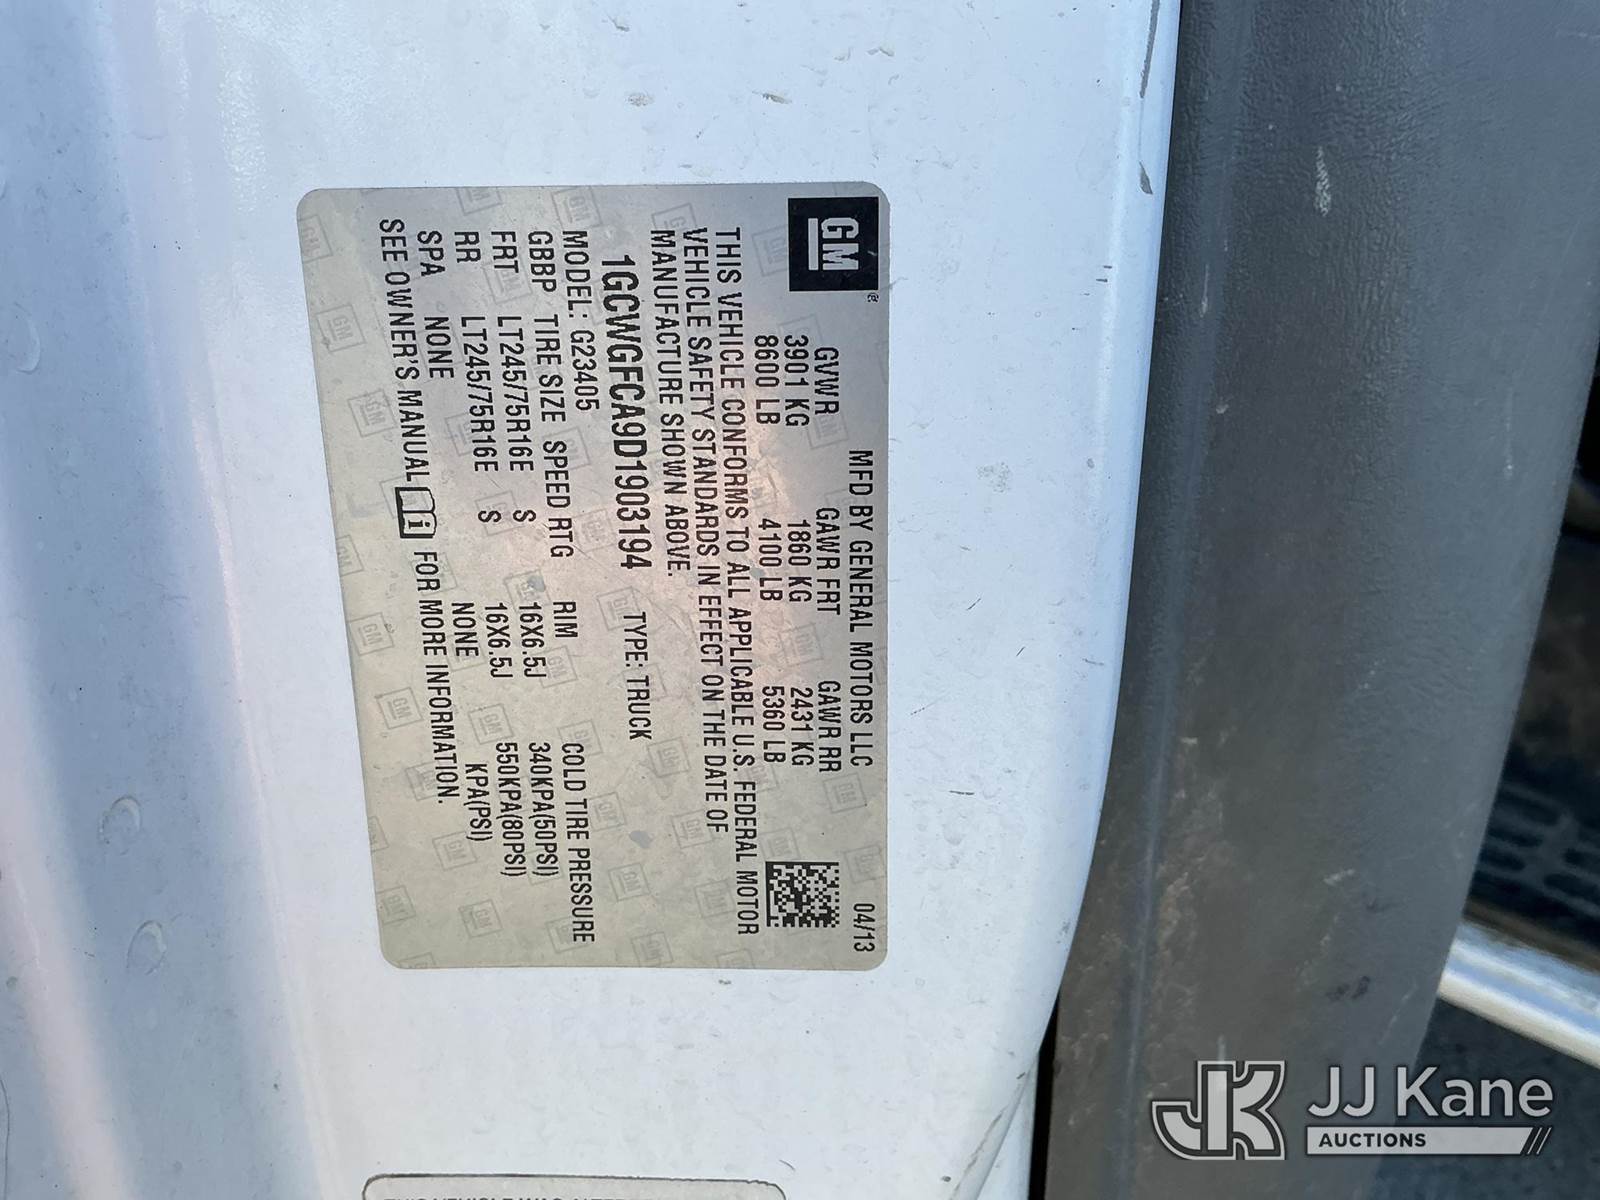 GM®
MFD BY GENERAL MOTORS LLC 04/13
GVWR GAWR FRT GAWR RR
3901 KG 1860 KG 2431 KG
8600 LB 4100 LB 5360 LB
THIS VEHICLE CONFORMS TO ALL APPLICABLE U.S. FEDERAL MOTOR
VEHICLE SAFETY STANDARDS IN EFFECT ON THE DATE OF
MANUFACTURE SHOWN ABOVE.
1GCWGFCA9D1903194 TYPE: TRUCK
MODEL: G23405
GBBP TIRE SIZE SPEED RTG RIM COLD TIRE PRESSURE
FRT LT245/75R16E S 16X6.5J 340KPA(50PSI)
RR LT245/75R16E S 16X6.5J 550KPA(80PSI)
SPA NONE NONE KPA(PSI)
SEE OWNER'S MANUAL i FOR MORE INFORMATION.
JK JJ Kane
AUCTIONS